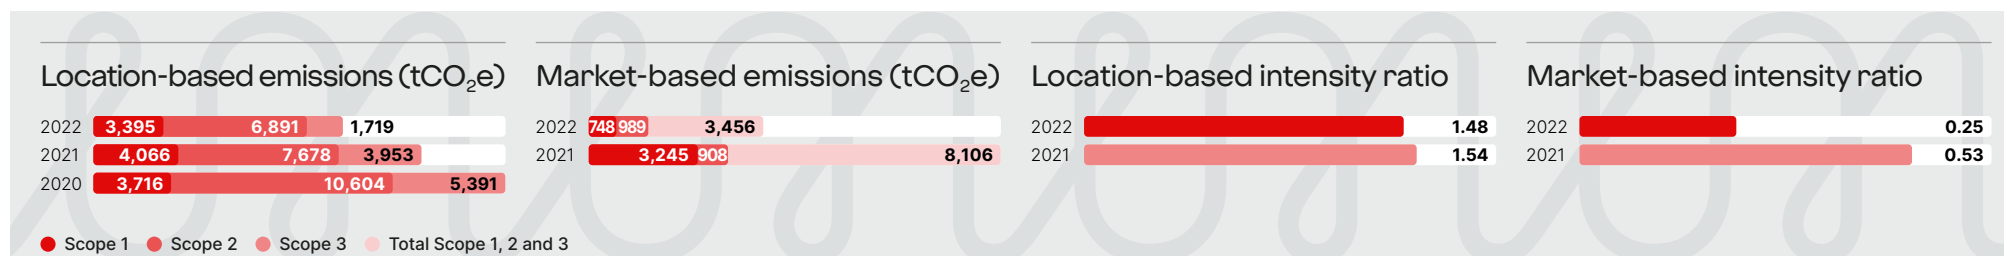 Location-based emissions (tCO₂e)
2022 3,395 6,891 1,719
2021 4,066 7,678 3,953
2020 3,716 10,604 5,391
Scope 1 Scope 2 Scope 3 Total Scope 1, 2 and 3
Market-based emissions (tCO₂e)
2022 748 989 3,456
2021 3,245 908 8,106
Location-based intensity ratio
2022 1.48
2021 1.54
Market-based intensity ratio
2022 0.25
2021 0.53